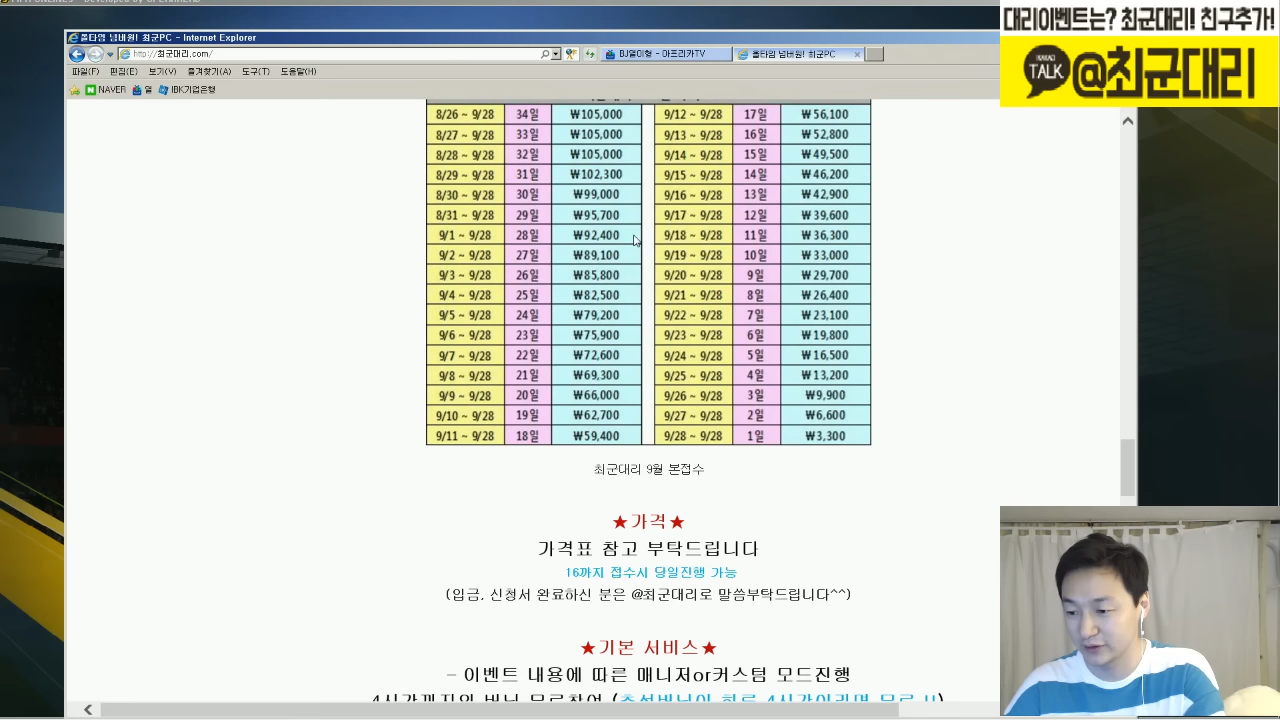 대리이벤트는? 최군대리! 친구추가!
TALK @최군대리
홀타임 넘버원! 최군PC - Internet Explorer
http://최군대리.com/
BJ열이형 - 아프리카TV
홀타임 넘버원! 최군PC
파일(F) 편집(E) 보기(V) 즐겨찾기(A) 도구(T) 도움말(H)
NAVER 열 IBK기업은행
8/26 ~ 9/28 34일 ₩105,000 9/12 ~ 9/28 17일 ₩56,100
8/27 ~ 9/28 33일 ₩105,000 9/13 ~ 9/28 16일 ₩52,800
8/28 ~ 9/28 32일 ₩105,000 9/14 ~ 9/28 15일 ₩49,500
8/29 ~ 9/28 31일 ₩102,300 9/15 ~ 9/28 14일 ₩46,200
8/30 ~ 9/28 30일 ₩99,000 9/16 ~ 9/28 13일 ₩42,900
8/31 ~ 9/28 29일 ₩95,700 9/17 ~ 9/28 12일 ₩39,600
9/1 ~ 9/28 28일 ₩92,400 9/18 ~ 9/28 11일 ₩36,300
9/2 ~ 9/28 27일 ₩89,100 9/19 ~ 9/28 10일 ₩33,000
9/3 ~ 9/28 26일 ₩85,800 9/20 ~ 9/28 9일 ₩29,700
9/4 ~ 9/28 25일 ₩82,500 9/21 ~ 9/28 8일 ₩26,400
9/5 ~ 9/28 24일 ₩79,200 9/22 ~ 9/28 7일 ₩23,100
9/6 ~ 9/28 23일 ₩75,900 9/23 ~ 9/28 6일 ₩19,800
9/7 ~ 9/28 22일 ₩72,600 9/24 ~ 9/28 5일 ₩16,500
9/8 ~ 9/28 21일 ₩69,300 9/25 ~ 9/28 4일 ₩13,200
9/9 ~ 9/28 20일 ₩66,000 9/26 ~ 9/28 3일 ₩9,900
9/10 ~ 9/28 19일 ₩62,700 9/27 ~ 9/28 2일 ₩6,600
9/11 ~ 9/28 18일 ₩59,400 9/28 ~ 9/28 1일 ₩3,300
최군대리 9월 본접수
★가격★
가격표 참고 부탁드립니다
16까지 접수시 당일진행 가능
(입금, 신청서 완료하신 분은 @최군대리로 말씀부탁드립니다^^)
★기본 서비스★
- 이벤트 내용에 따른 매니저or커스텀 모드진행